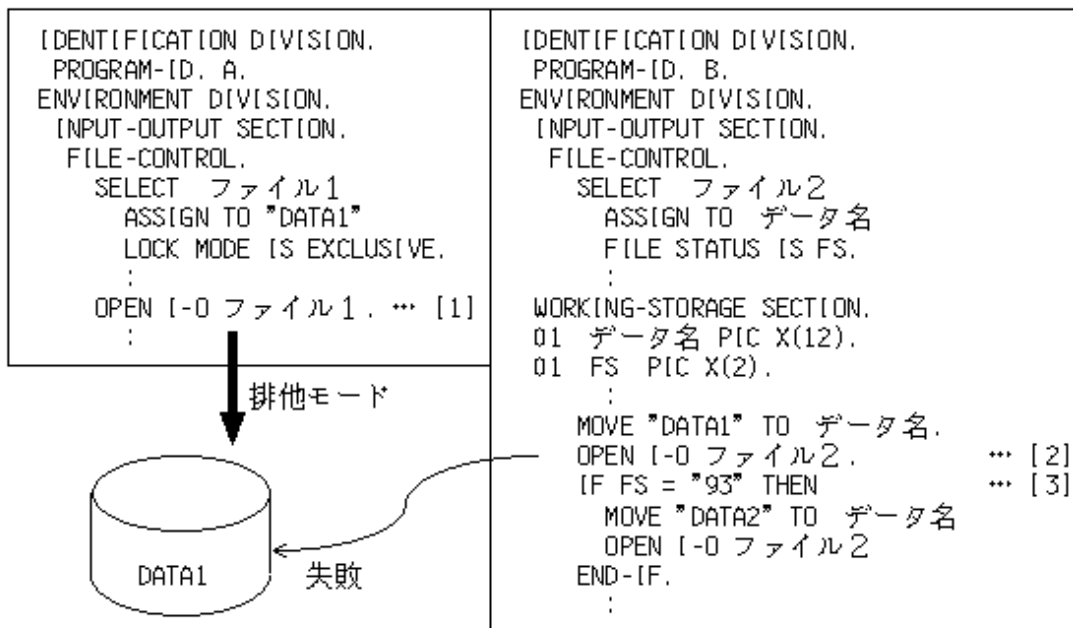 IDENTIFICATION DIVISION.
PROGRAM-ID. A.
ENVIRONMENT DIVISION.
INPUT-OUTPUT SECTION.
FILE-CONTROL.
SELECT ファイル1
ASSIGN TO "DATA1"
LOCK MODE IS EXCLUSIVE.
:
OPEN I-O ファイル1. … [1]
:
排他モード
DATA1
失敗
IDENTIFICATION DIVISION.
PROGRAM-ID. B.
ENVIRONMENT DIVISION.
INPUT-OUTPUT SECTION.
FILE-CONTROL.
SELECT ファイル2
ASSIGN TO データ名
FILE STATUS IS FS.
:
WORKING-STORAGE SECTION.
01 データ名 PIC X(12).
01 FS PIC X(2).
:
MOVE "DATA1" TO データ名.
OPEN I-O ファイル2. … [2]
IF FS = "93" THEN … [3]
MOVE "DATA2" TO データ名
OPEN I-O ファイル2
END-IF.
: